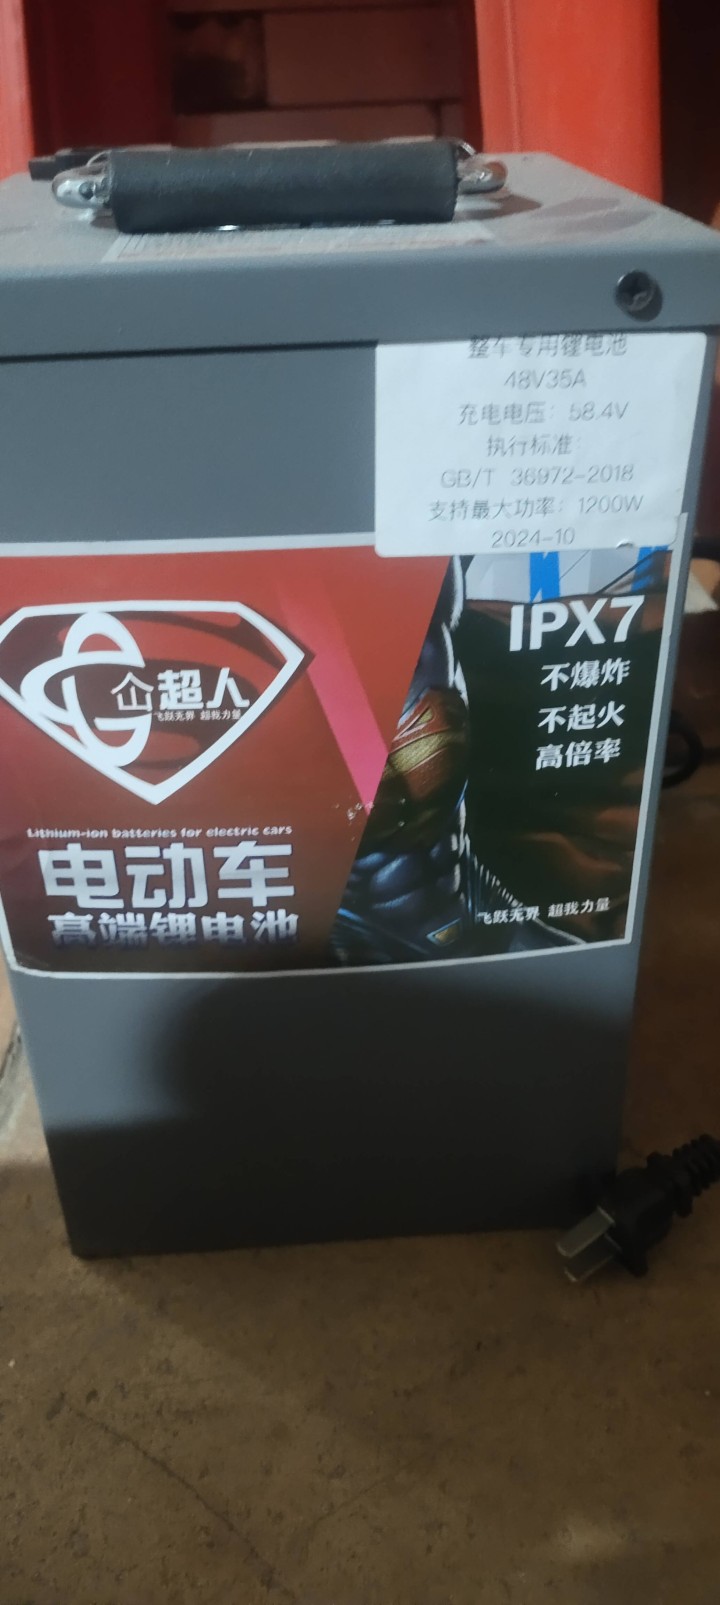 整车专用锂电池
48V35A
充电电压：58.4V
执行标准：
GB/T 36972-2018
支持最大功率：1200W
2024-10
IPX7
不爆炸
不起火
高倍率
超人
飞跃无界 超我力量
Lithium-ion batteries for electric cars
电动车
高端锂电池
飞跃无界 超我力量